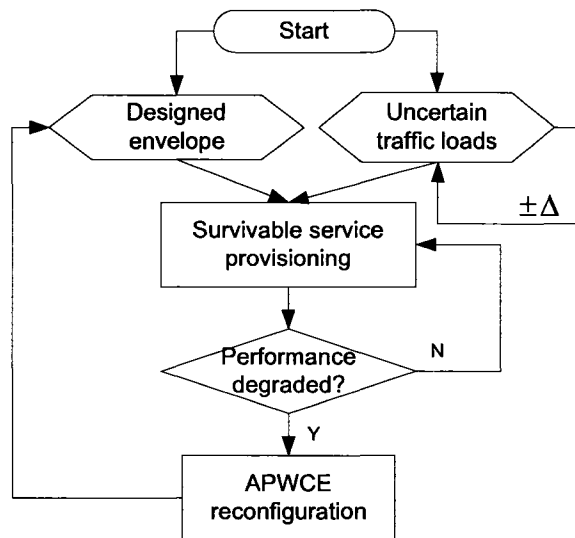 Start
Designed
envelope
Uncertain
traffic loads
±Δ
Survivable service
provisioning
Performance
degraded?
N
Y
APWCE
reconfiguration